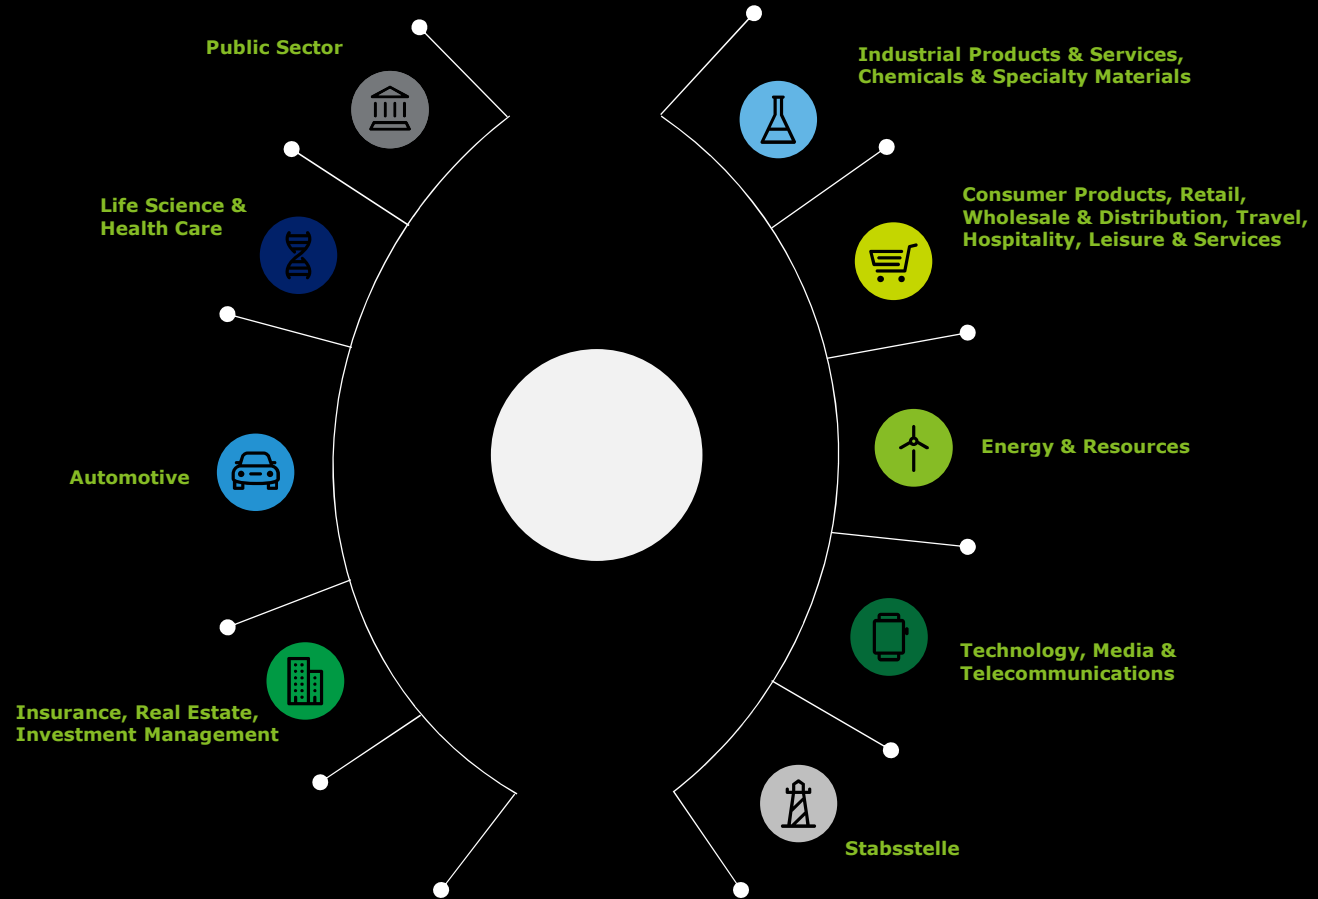 Public Sector
Industrial Products & Services,
Chemicals & Specialty Materials
Life Science &
Health Care
Consumer Products, Retail,
Wholesale & Distribution, Travel,
Hospitality, Leisure & Services
Automotive
Energy & Resources
Insurance, Real Estate,
Investment Management
Technology, Media &
Telecommunications
Stabsstelle